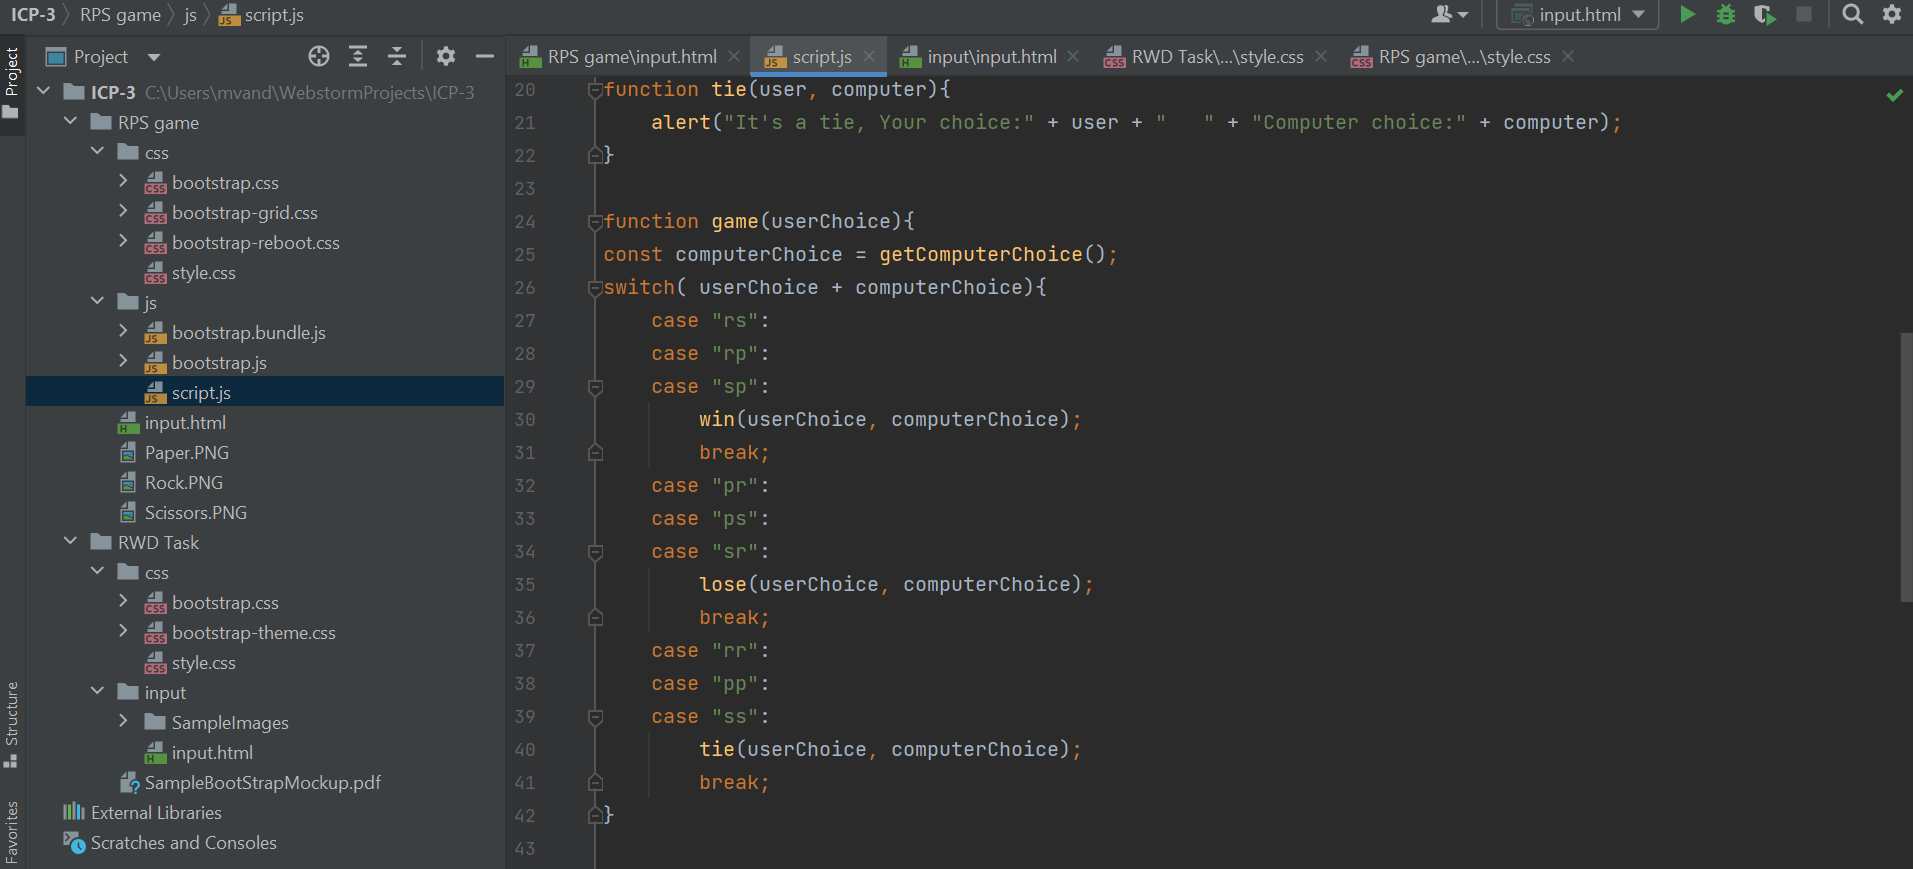 ICP-3 RPS game js script.js input.html
Project RPS game\input.html script.js input\input.html RWD Task\...\style.css RPS game\...\style.css
Project
ICP-3 C:\Users\mvand\WebstormProjects\ICP-3
RPS game
css
bootstrap.css
bootstrap-grid.css
bootstrap-reboot.css
style.css
js
bootstrap.bundle.js
bootstrap.js
script.js
input.html
Paper.PNG
Rock.PNG
Scissors.PNG
RWD Task
css
bootstrap.css
bootstrap-theme.css
style.css
input
SampleImages
input.html
SampleBootStrapMockup.pdf
External Libraries
Scratches and Consoles
Structure
Favorites
20 function tie(user, computer){
21 alert("It's a tie, Your choice:" + user + "   " + "Computer choice:" + computer);
22 }
23
24 function game(userChoice){
25 const computerChoice = getComputerChoice();
26 switch( userChoice + computerChoice){
27 case "rs":
28 case "rp":
29 case "sp":
30 win(userChoice, computerChoice);
31 break;
32 case "pr":
33 case "ps":
34 case "sr":
35 lose(userChoice, computerChoice);
36 break;
37 case "rr":
38 case "pp":
39 case "ss":
40 tie(userChoice, computerChoice);
41 break;
42 }
43